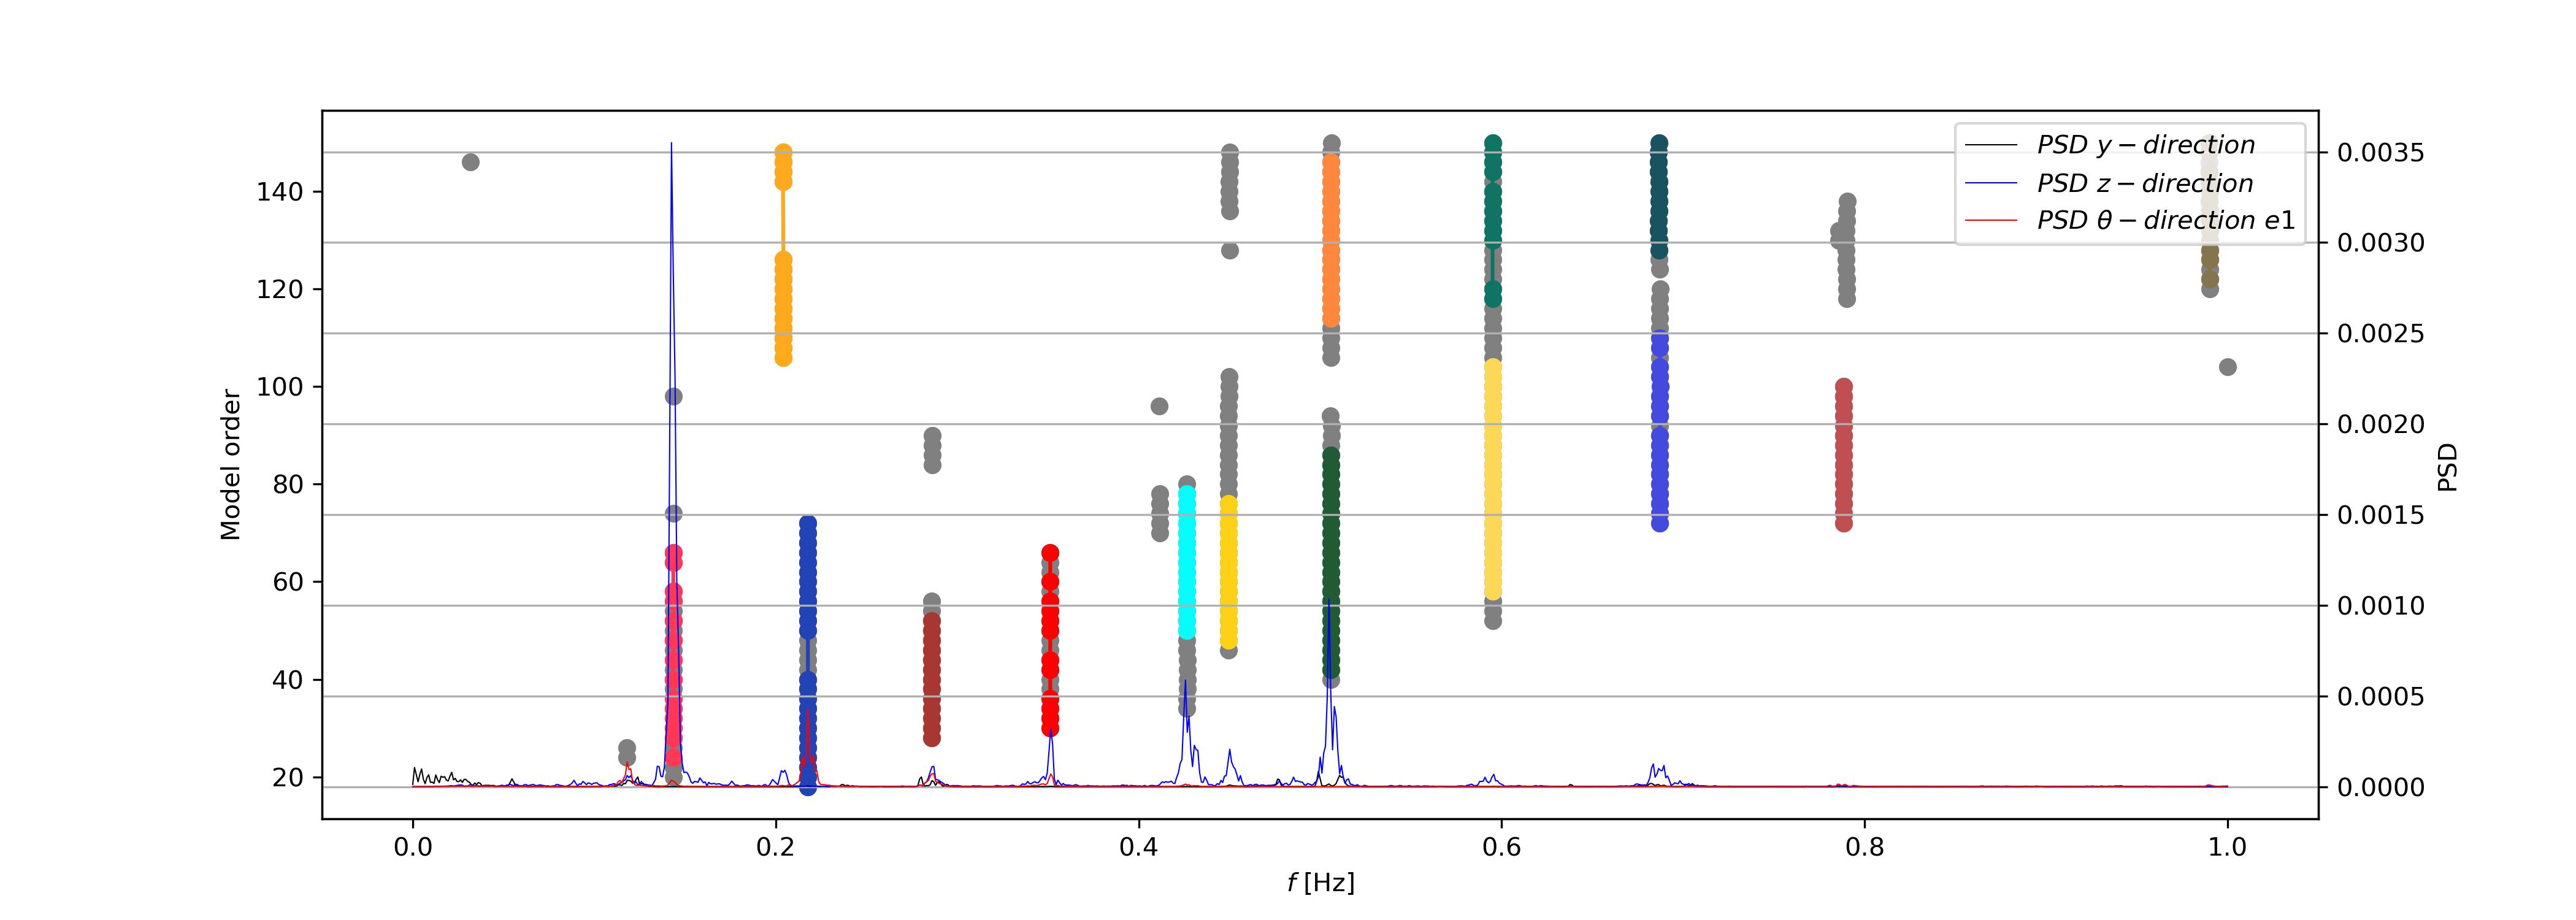 PSD y − direction
PSD z − direction
PSD θ − direction e1
Model order
140
120
100
80
60
40
20
0.0035
0.0030
0.0025
0.0020
0.0015
0.0010
0.0005
0.0000
PSD
0.0 0.2 0.4 0.6 0.8 1.0
f [Hz]